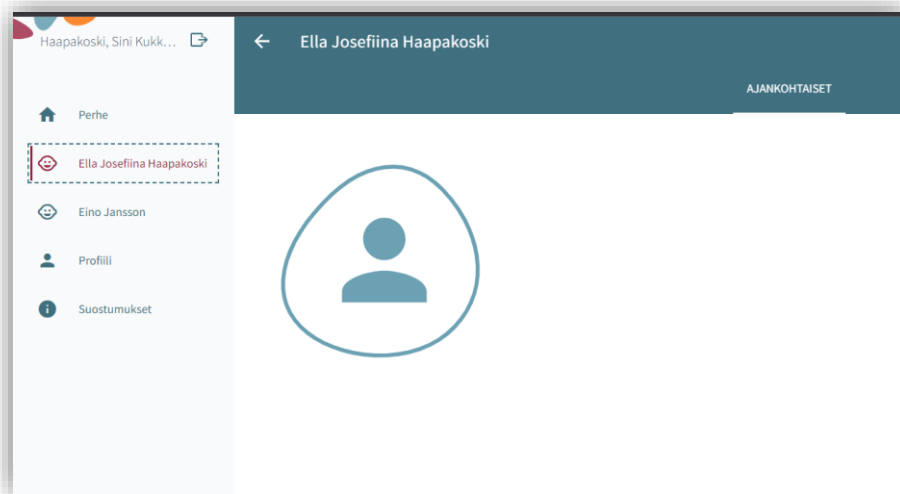 Haapakoski, Sini Kukk...
Perhe
Ella Josefiina Haapakoski
Eino Jansson
Profiili
Suostumukset
Ella Josefiina Haapakoski
AJANKOHTAISET